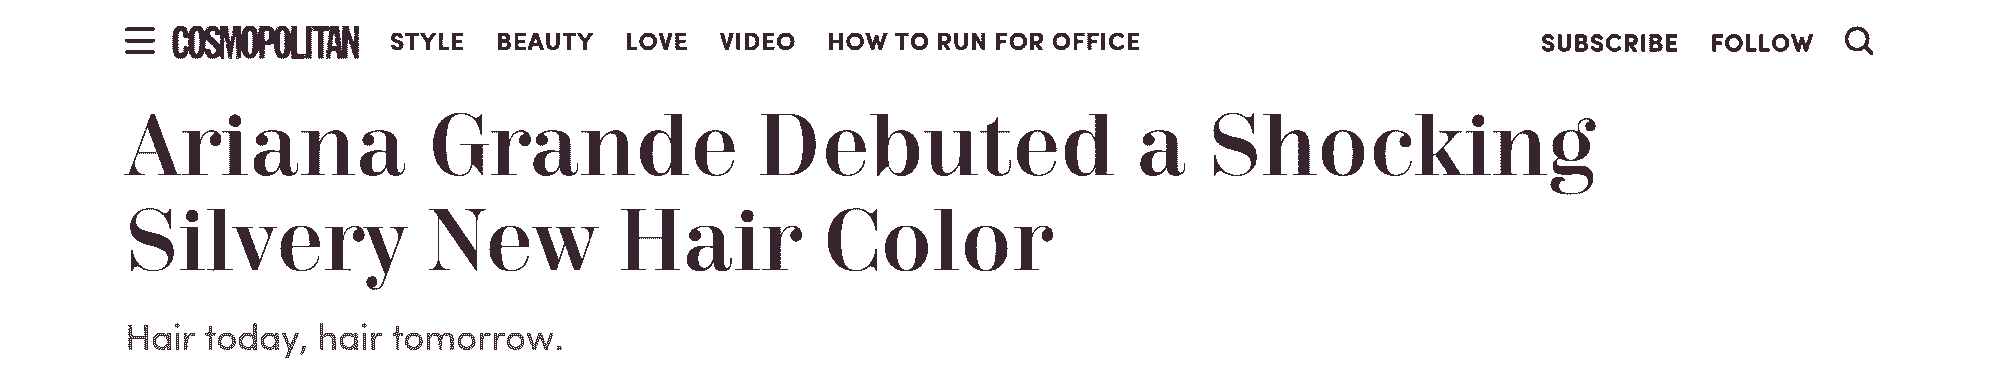 COSMOPOLITAN STYLE BEAUTY LOVE VIDEO HOW TO RUN FOR OFFICE SUBSCRIBE FOLLOW
Ariana Grande Debuted a Shocking
Silvery New Hair Color
Hair today, hair tomorrow.